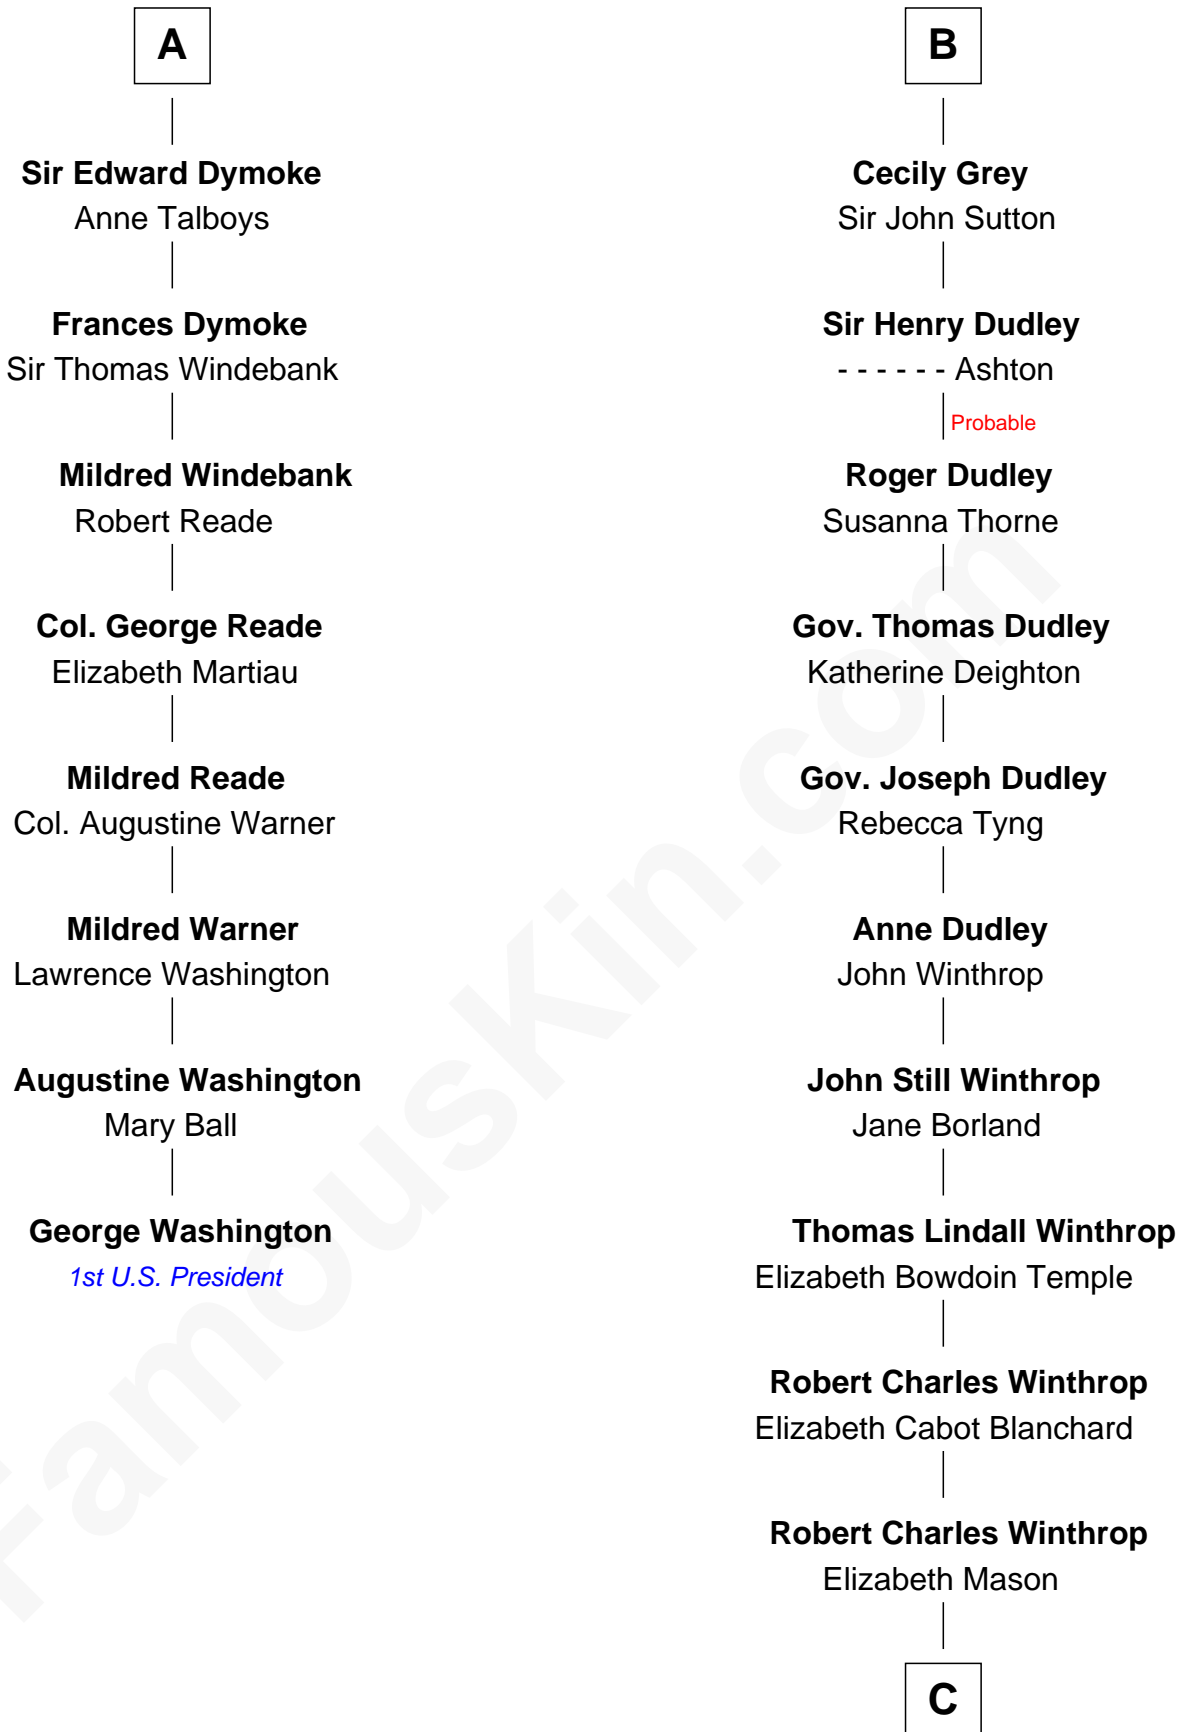 A
Sir Edward Dymoke
Anne Talboys
Frances Dymoke
Sir Thomas Windebank
Mildred Windebank
Robert Reade
Col. George Reade
Elizabeth Martiau
Mildred Reade
Col. Augustine Warner
Mildred Warner
Lawrence Washington
Augustine Washington
Mary Ball
George Washington
1st U.S. President
B
Cecily Grey
Sir John Sutton
Sir Henry Dudley
- - - - - - Ashton
Probable
Roger Dudley
Susanna Thorne
Gov. Thomas Dudley
Katherine Deighton
Gov. Joseph Dudley
Rebecca Tyng
Anne Dudley
John Winthrop
John Still Winthrop
Jane Borland
Thomas Lindall Winthrop
Elizabeth Bowdoin Temple
Robert Charles Winthrop
Elizabeth Cabot Blanchard
Robert Charles Winthrop
Elizabeth Mason
C
FamousKin.com